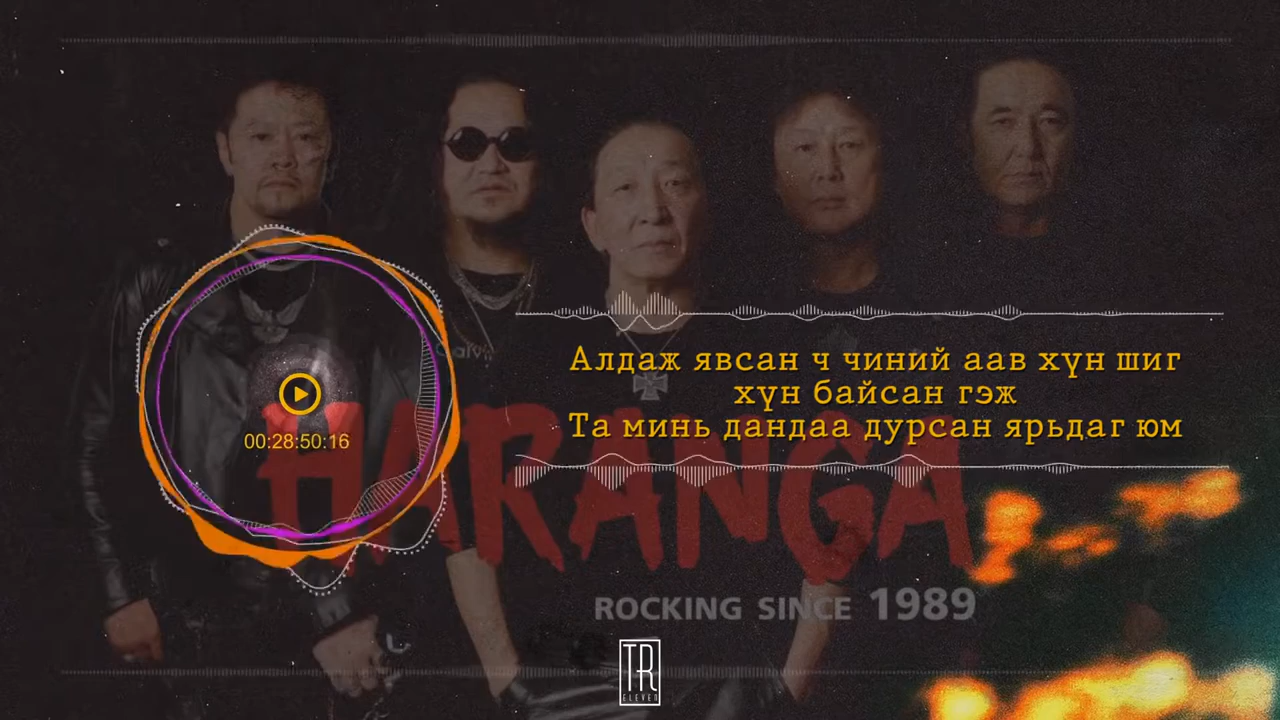 Алдаж явсан ч чиний аав хүн шиг
хүн байсан гэж
Та минь дандаа дурсан ярьдаг юм
00:28:50:16
HARANGA
ROCKING SINCE 1989
TR
ELEVEN